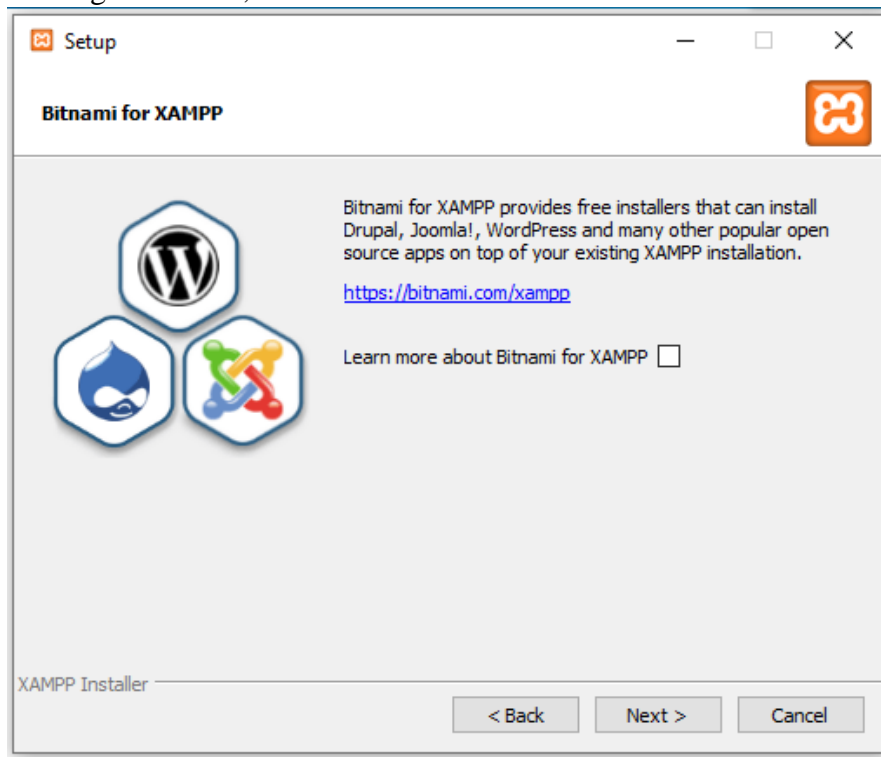 Setup
Bitnami for XAMPP
Bitnami for XAMPP provides free installers that can install
Drupal, Joomla!, WordPress and many other popular open
source apps on top of your existing XAMPP installation.
https://bitnami.com/xampp
Learn more about Bitnami for XAMPP
XAMPP Installer
< Back
Next >
Cancel